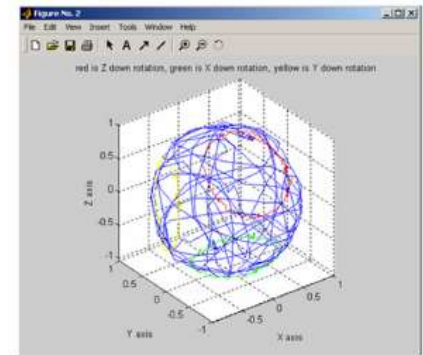 Figure No. 2
File Edit View Insert Tools Window Help
red is Z down rotation, green is X down rotation, yellow is Y down rotation
1
0.5
0
-0.5
-1
Z axis
1
0.5
0
-0.5
-1
Y axis
-0.5
0
0.5
1
X axis